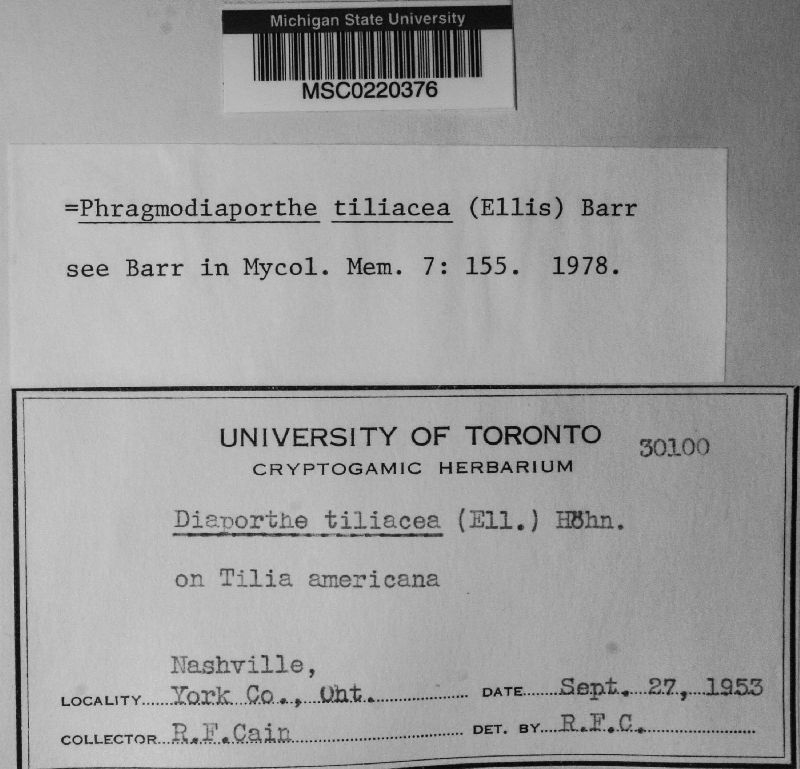 Michigan State University
MSC0220376
=Phragmodiaporthe tiliacea (Ellis) Barr
see Barr in Mycol. Mem. 7: 155. 1978.
UNIVERSITY OF TORONTO 30100
CRYPTOGAMIC HERBARIUM
Diaporthe tiliacea (Ell.) Höhn.
on Tilia americana
Nashville,
LOCALITY York Co., Ont. DATE Sept. 27, 1953
COLLECTOR R.F.Cain DET. BY R.F.C.